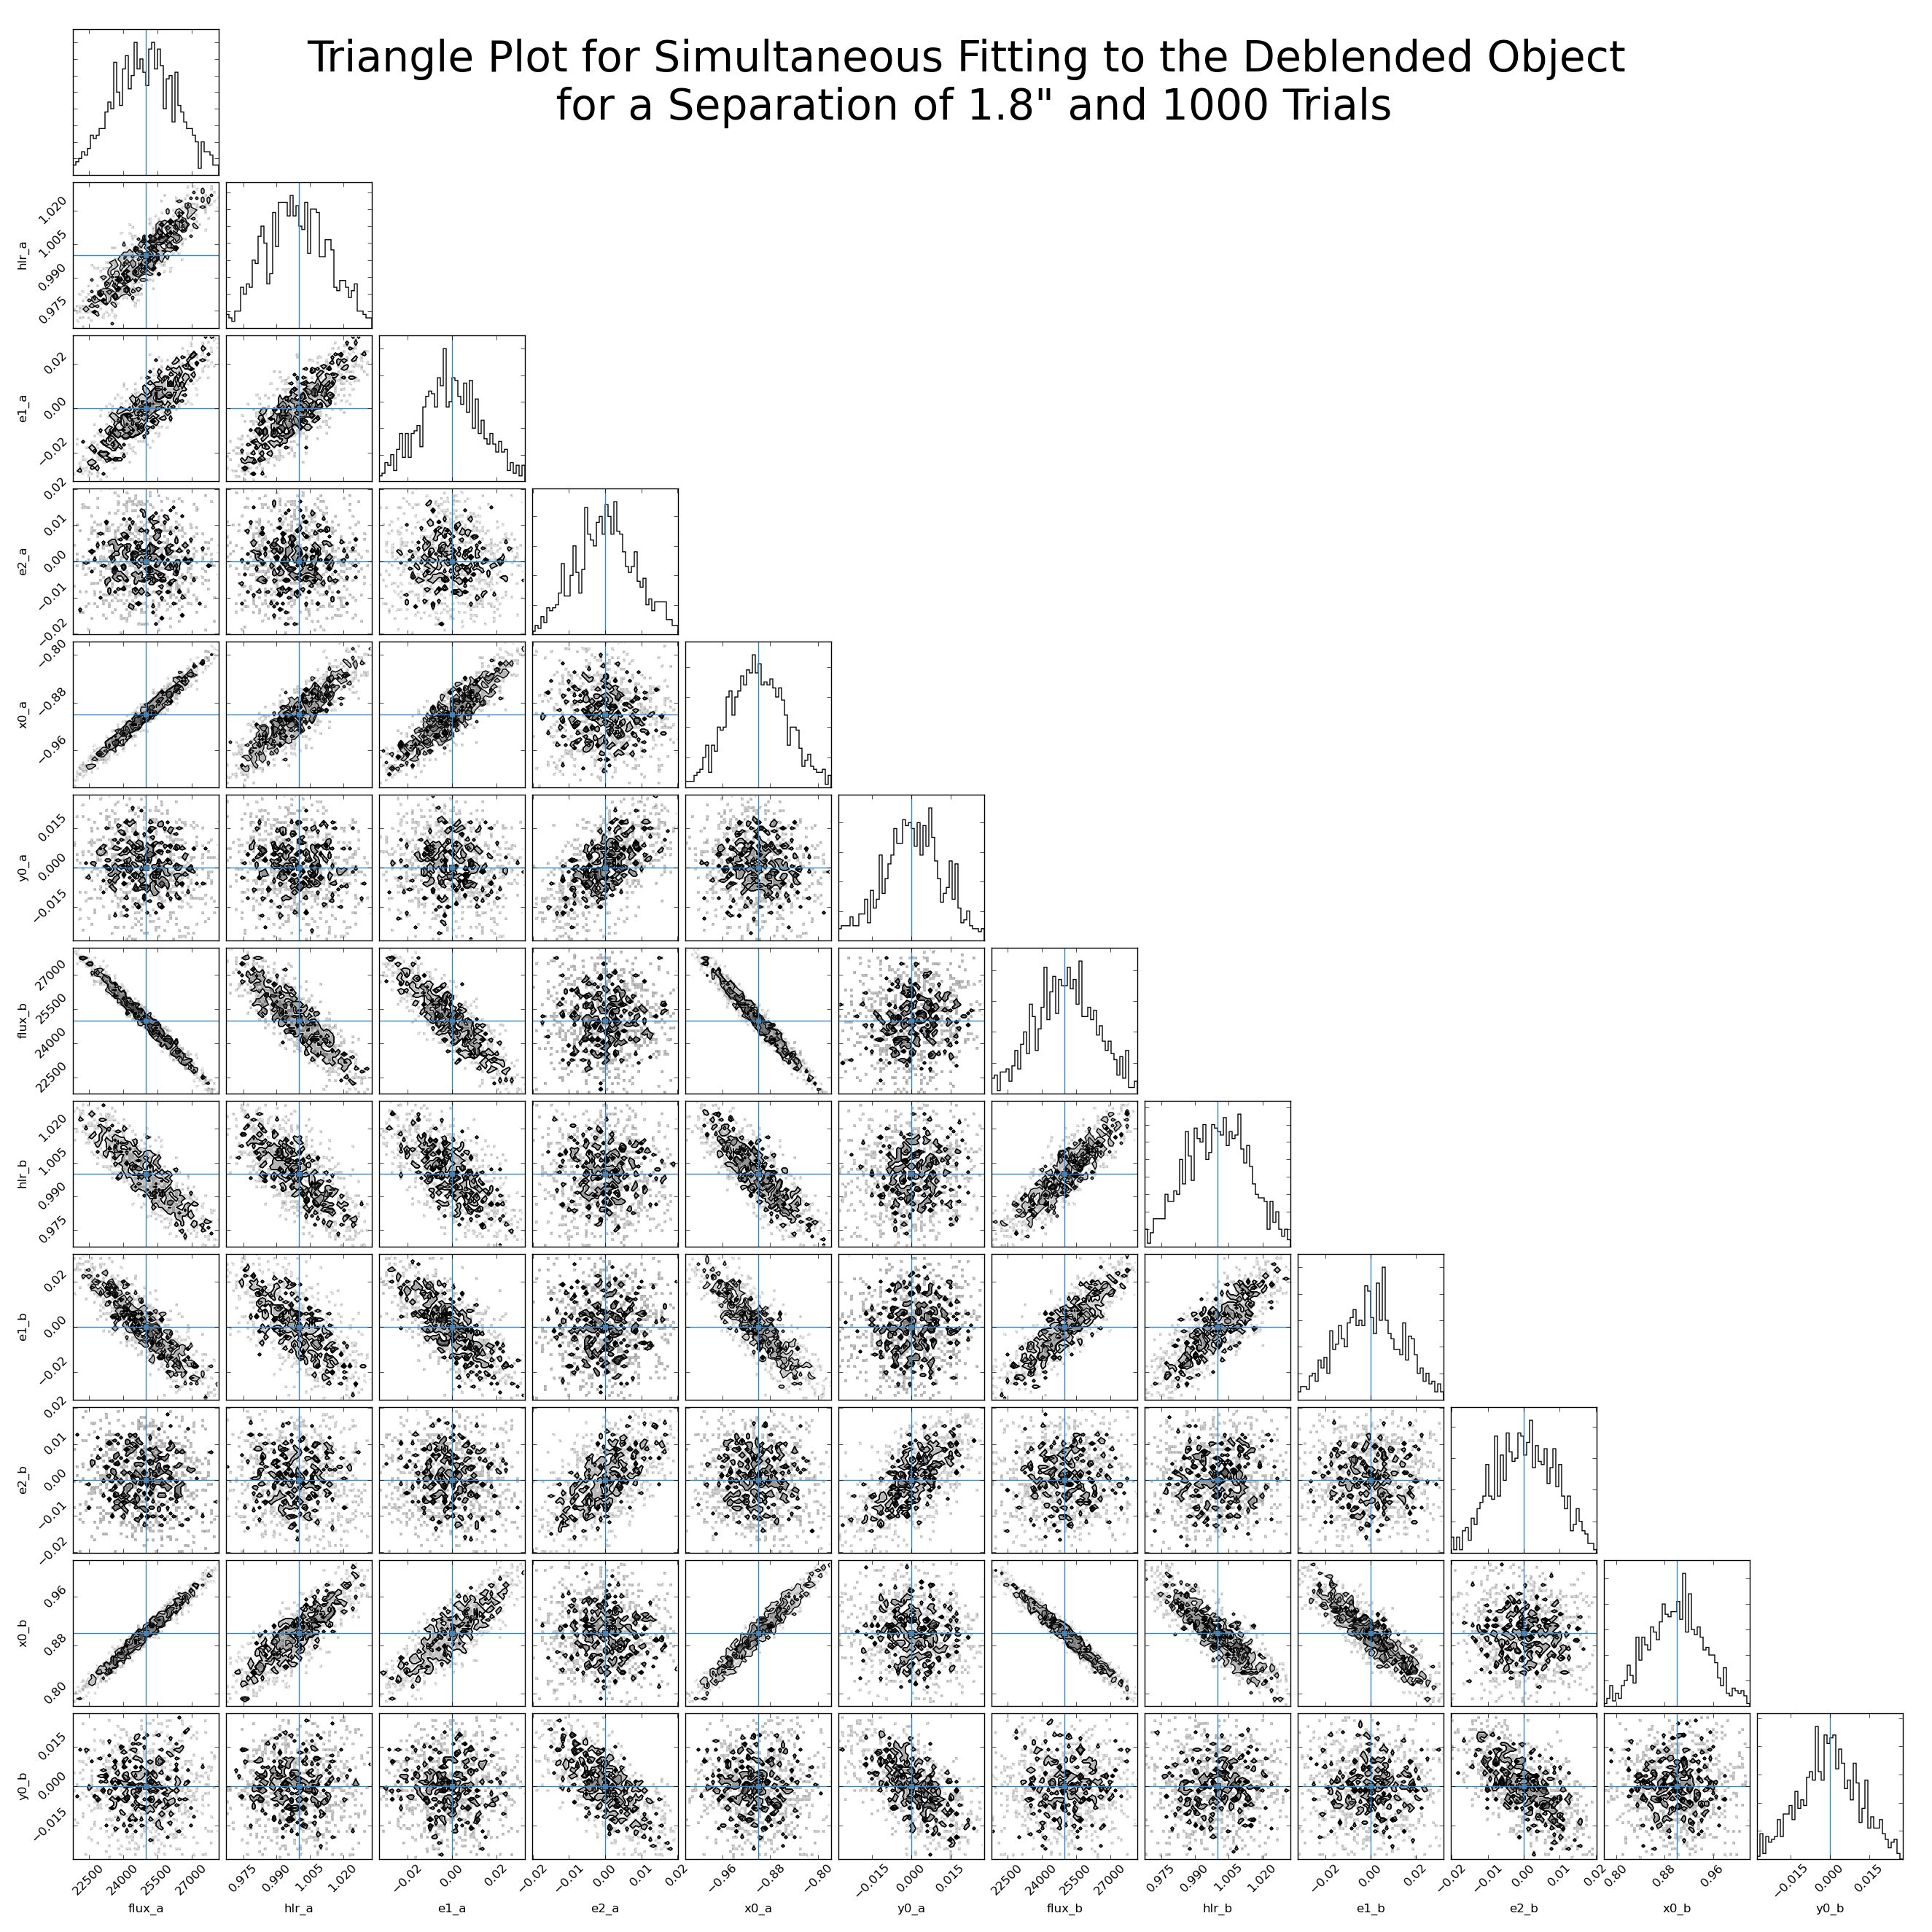 Triangle Plot for Simultaneous Fitting to the Deblended Object
for a Separation of 1.8" and 1000 Trials
hlr_a
1.020
1.005
0.990
0.975
e1_a
0.02
0.00
−0.02
e2_a
0.02
0.01
0.00
−0.01
−0.02
x0_a
−0.80
−0.88
−0.96
y0_a
0.015
0.000
−0.015
flux_b
27000
25500
24000
22500
hlr_b
1.020
1.005
0.990
0.975
e1_b
0.02
0.00
−0.02
e2_b
0.02
0.01
0.00
−0.01
−0.02
x0_b
0.96
0.88
0.80
y0_b
0.015
0.000
−0.015
22500 24000 25500 27000 0.975 0.990 1.005 1.020 −0.02 0.00 0.02 −0.02 −0.01 0.00 0.01 0.02 −0.96 −0.88 −0.80 −0.015 0.000 0.015 22500 24000 25500 27000 0.975 0.990 1.005 1.020 −0.02 0.00 0.02 −0.02 −0.01 0.00 0.01 0.02 0.80 0.88 0.96 −0.015 0.000 0.015
flux_a hlr_a e1_a e2_a x0_a y0_a flux_b hlr_b e1_b e2_b x0_b y0_b